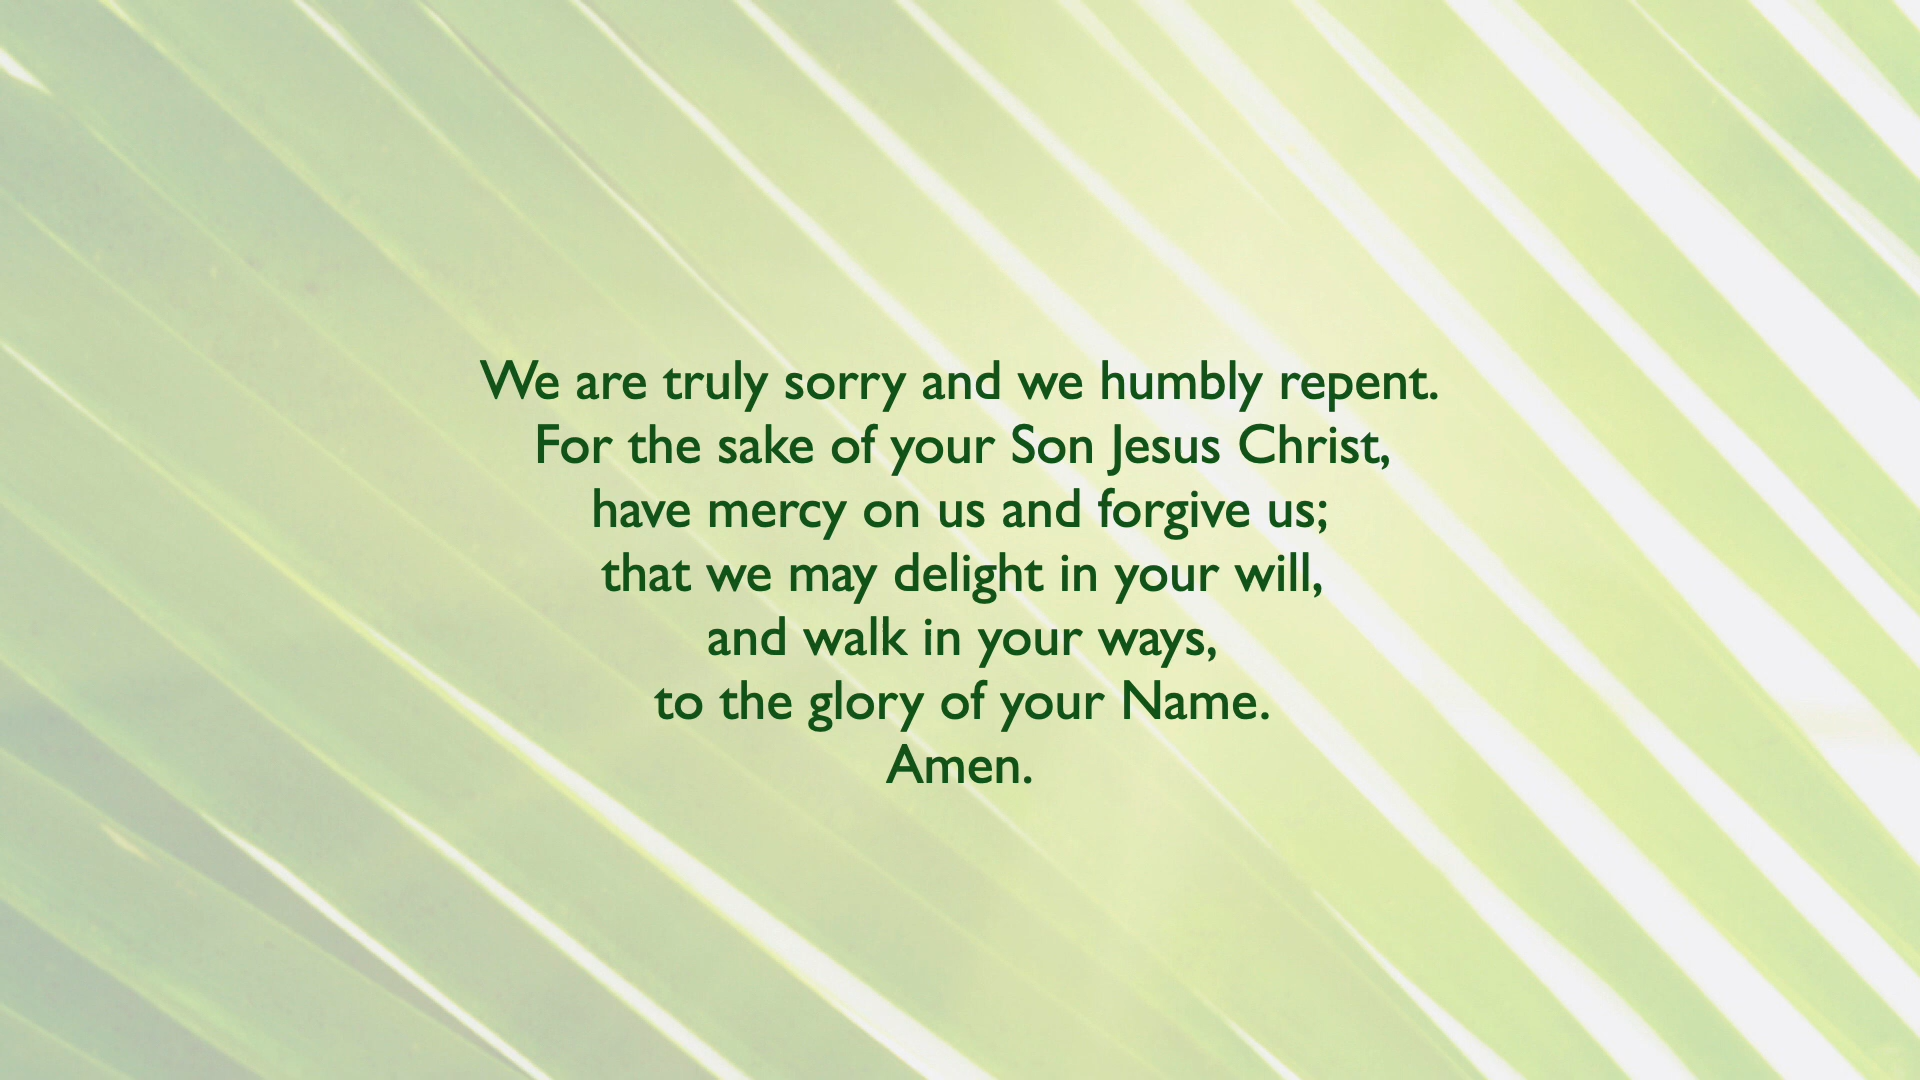 We are truly sorry and we humbly repent.
For the sake of your Son Jesus Christ,
have mercy on us and forgive us;
that we may delight in your will,
and walk in your ways,
to the glory of your Name.
Amen.